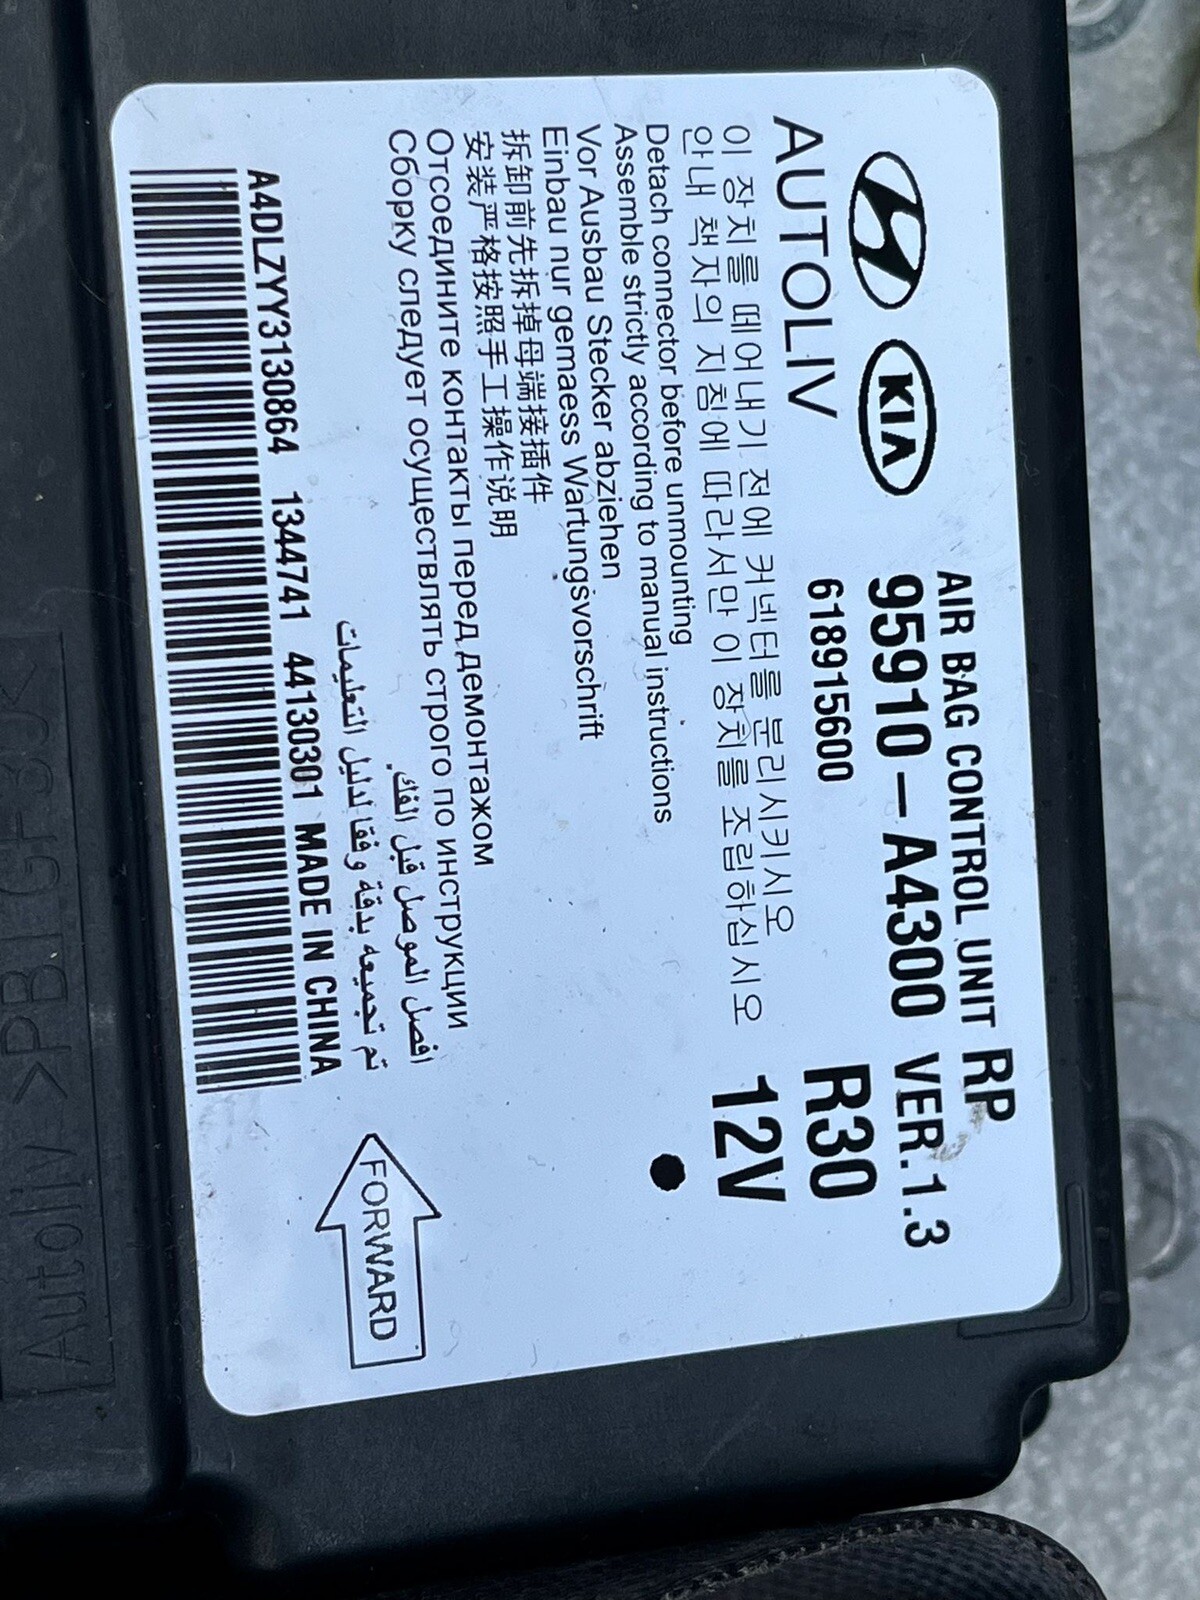 AIR BAG CONTROL UNIT RP
KIA
95910-A4300 VER.1.3
AUTOLIV
618915600
R30
12V
이 장치를 떼어내기 전에 커넥터를 분리시키시오
안내 책자의 지침에 따라서만 이 장치를 조립하십시오
Detach connector before unmounting
Assemble strictly according to manual instructions
Vor Ausbau Stecker abziehen
Einbau nur gemaess Wartungsvorschrift
拆卸前先拆掉母端接插件
安装严格按照手工操作说明
Отсоедините контакты перед демонтажом
Сборку следует осуществлять строго по инструкции
افصل الموصل قبل الفك.
تم تجميعه بدقة وفقا لدليل التعليمات
FORWARD
A4DLZYY3130864 1344741 44130301 MADE IN CHINA
Autoliv >PBT-GF30<